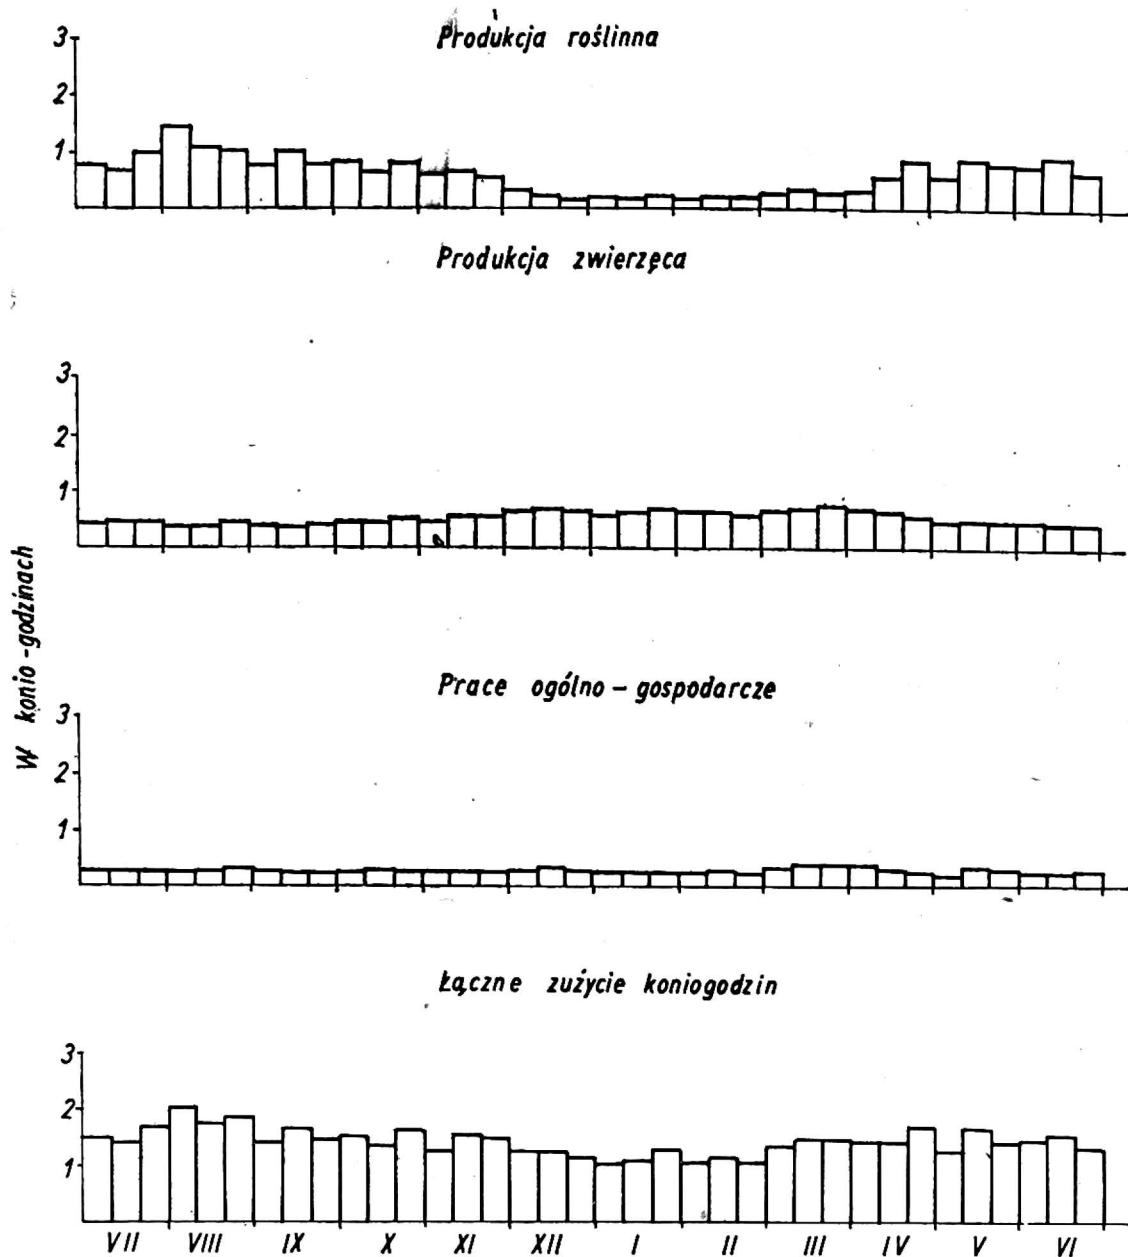 Produkcja roślinna
3
2
1
Produkcja zwierzęca
3
2
1
W konio-godzinach
Prace ogólno - gospodarcze
3
2
1
Łączne zużycie koniogodzin
3
2
1
VII VIII IX X XI XII I II III IV V VI